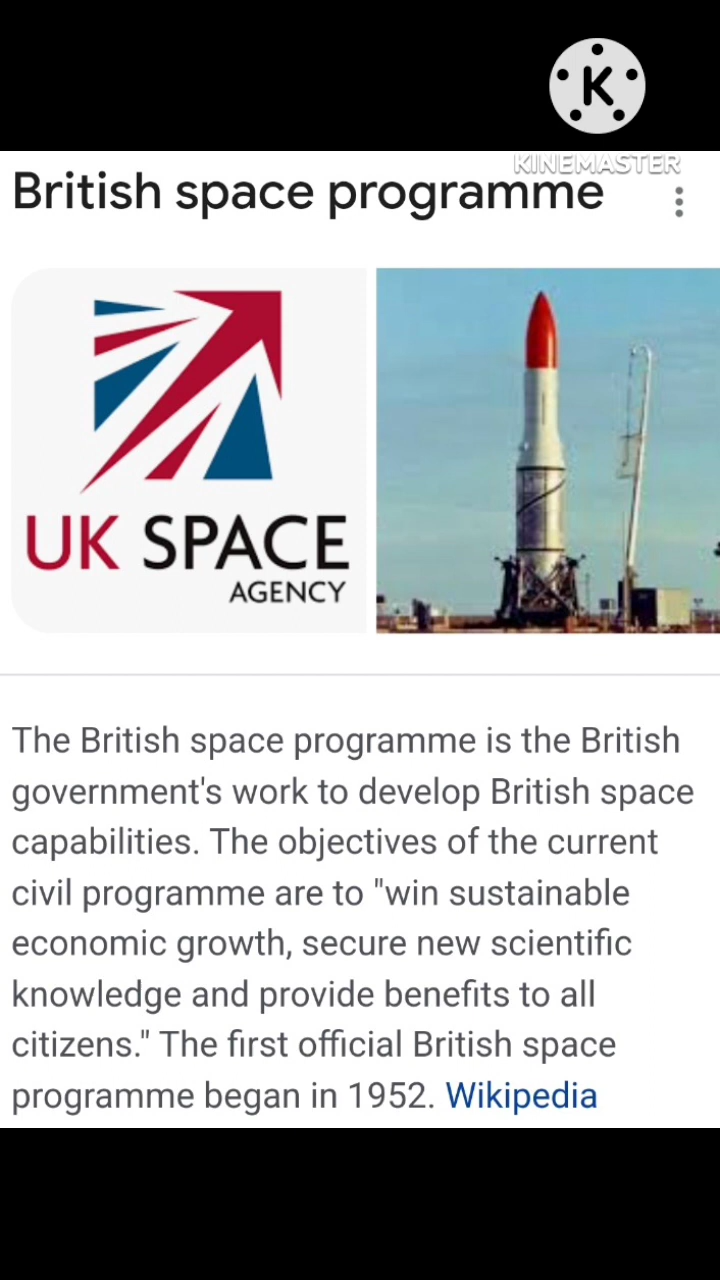 K
KINEMASTER
British space programme
UK SPACE
AGENCY
The British space programme is the British
government's work to develop British space
capabilities. The objectives of the current
civil programme are to "win sustainable
economic growth, secure new scientific
knowledge and provide benefits to all
citizens." The first official British space
programme began in 1952. Wikipedia